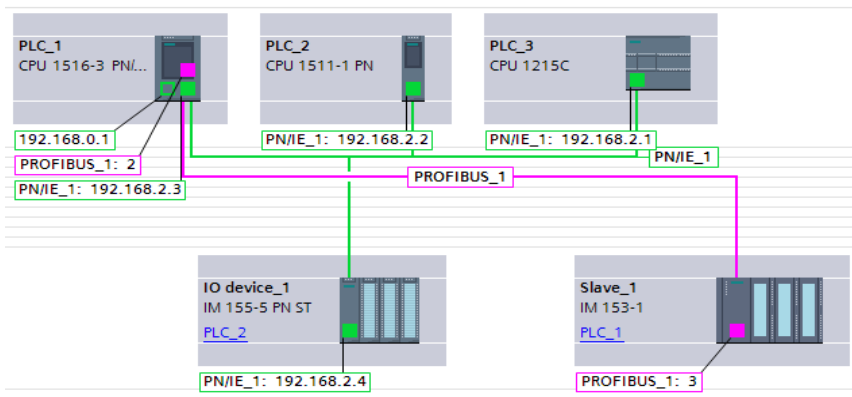 PLC_1
CPU 1516-3 PN/...
PLC_2
CPU 1511-1 PN
PLC_3
CPU 1215C
192.168.0.1
PN/IE_1: 192.168.2.2
PN/IE_1: 192.168.2.1
PN/IE_1
PROFIBUS_1: 2
PROFIBUS_1
PN/IE_1: 192.168.2.3
IO device_1
IM 155-5 PN ST
PLC_2
Slave_1
IM 153-1
PLC_1
PN/IE_1: 192.168.2.4
PROFIBUS_1: 3